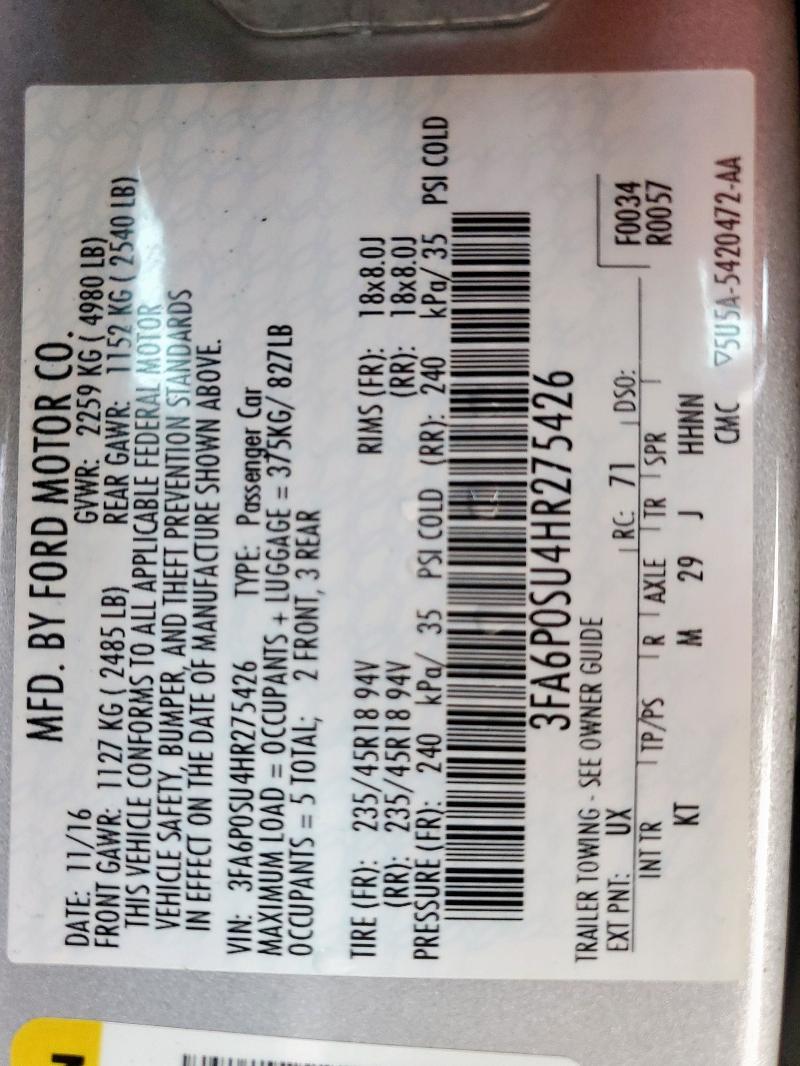 MFD. BY FORD MOTOR CO.
DATE: 11/16 GVWR: 2259 KG ( 4980 LB)
FRONT GAWR: 1127 KG ( 2485 LB) REAR GAWR: 1152 KG ( 2540 LB)
THIS VEHICLE CONFORMS TO ALL APPLICABLE FEDERAL MOTOR
VEHICLE SAFETY, BUMPER, AND THEFT PREVENTION STANDARDS
IN EFFECT ON THE DATE OF MANUFACTURE SHOWN ABOVE.
VIN: 3FA6P0SU4HR275426 TYPE: Passenger Car
MAXIMUM LOAD = OCCUPANTS + LUGGAGE = 375KG/ 827LB
OCCUPANTS = 5 TOTAL; 2 FRONT, 3 REAR
TIRE (FR): 235/45R18 94V RIMS (FR): 18x8.0J
(RR): 235/45R18 94V (RR): 18x8.0J
PRESSURE (FR): 240 kPa/ 35 PSI COLD (RR): 240 kPa/ 35 PSI COLD
3FA6P0SU4HR275426
TRAILER TOWING - SEE OWNER GUIDE
F0034
EXT PNT: UX RC: 71 DSO: R0057
INT TR TP/PS R AXLE TR SPR
KT M 29 J HHNN
CMC ▽5U5A-5420472-AA